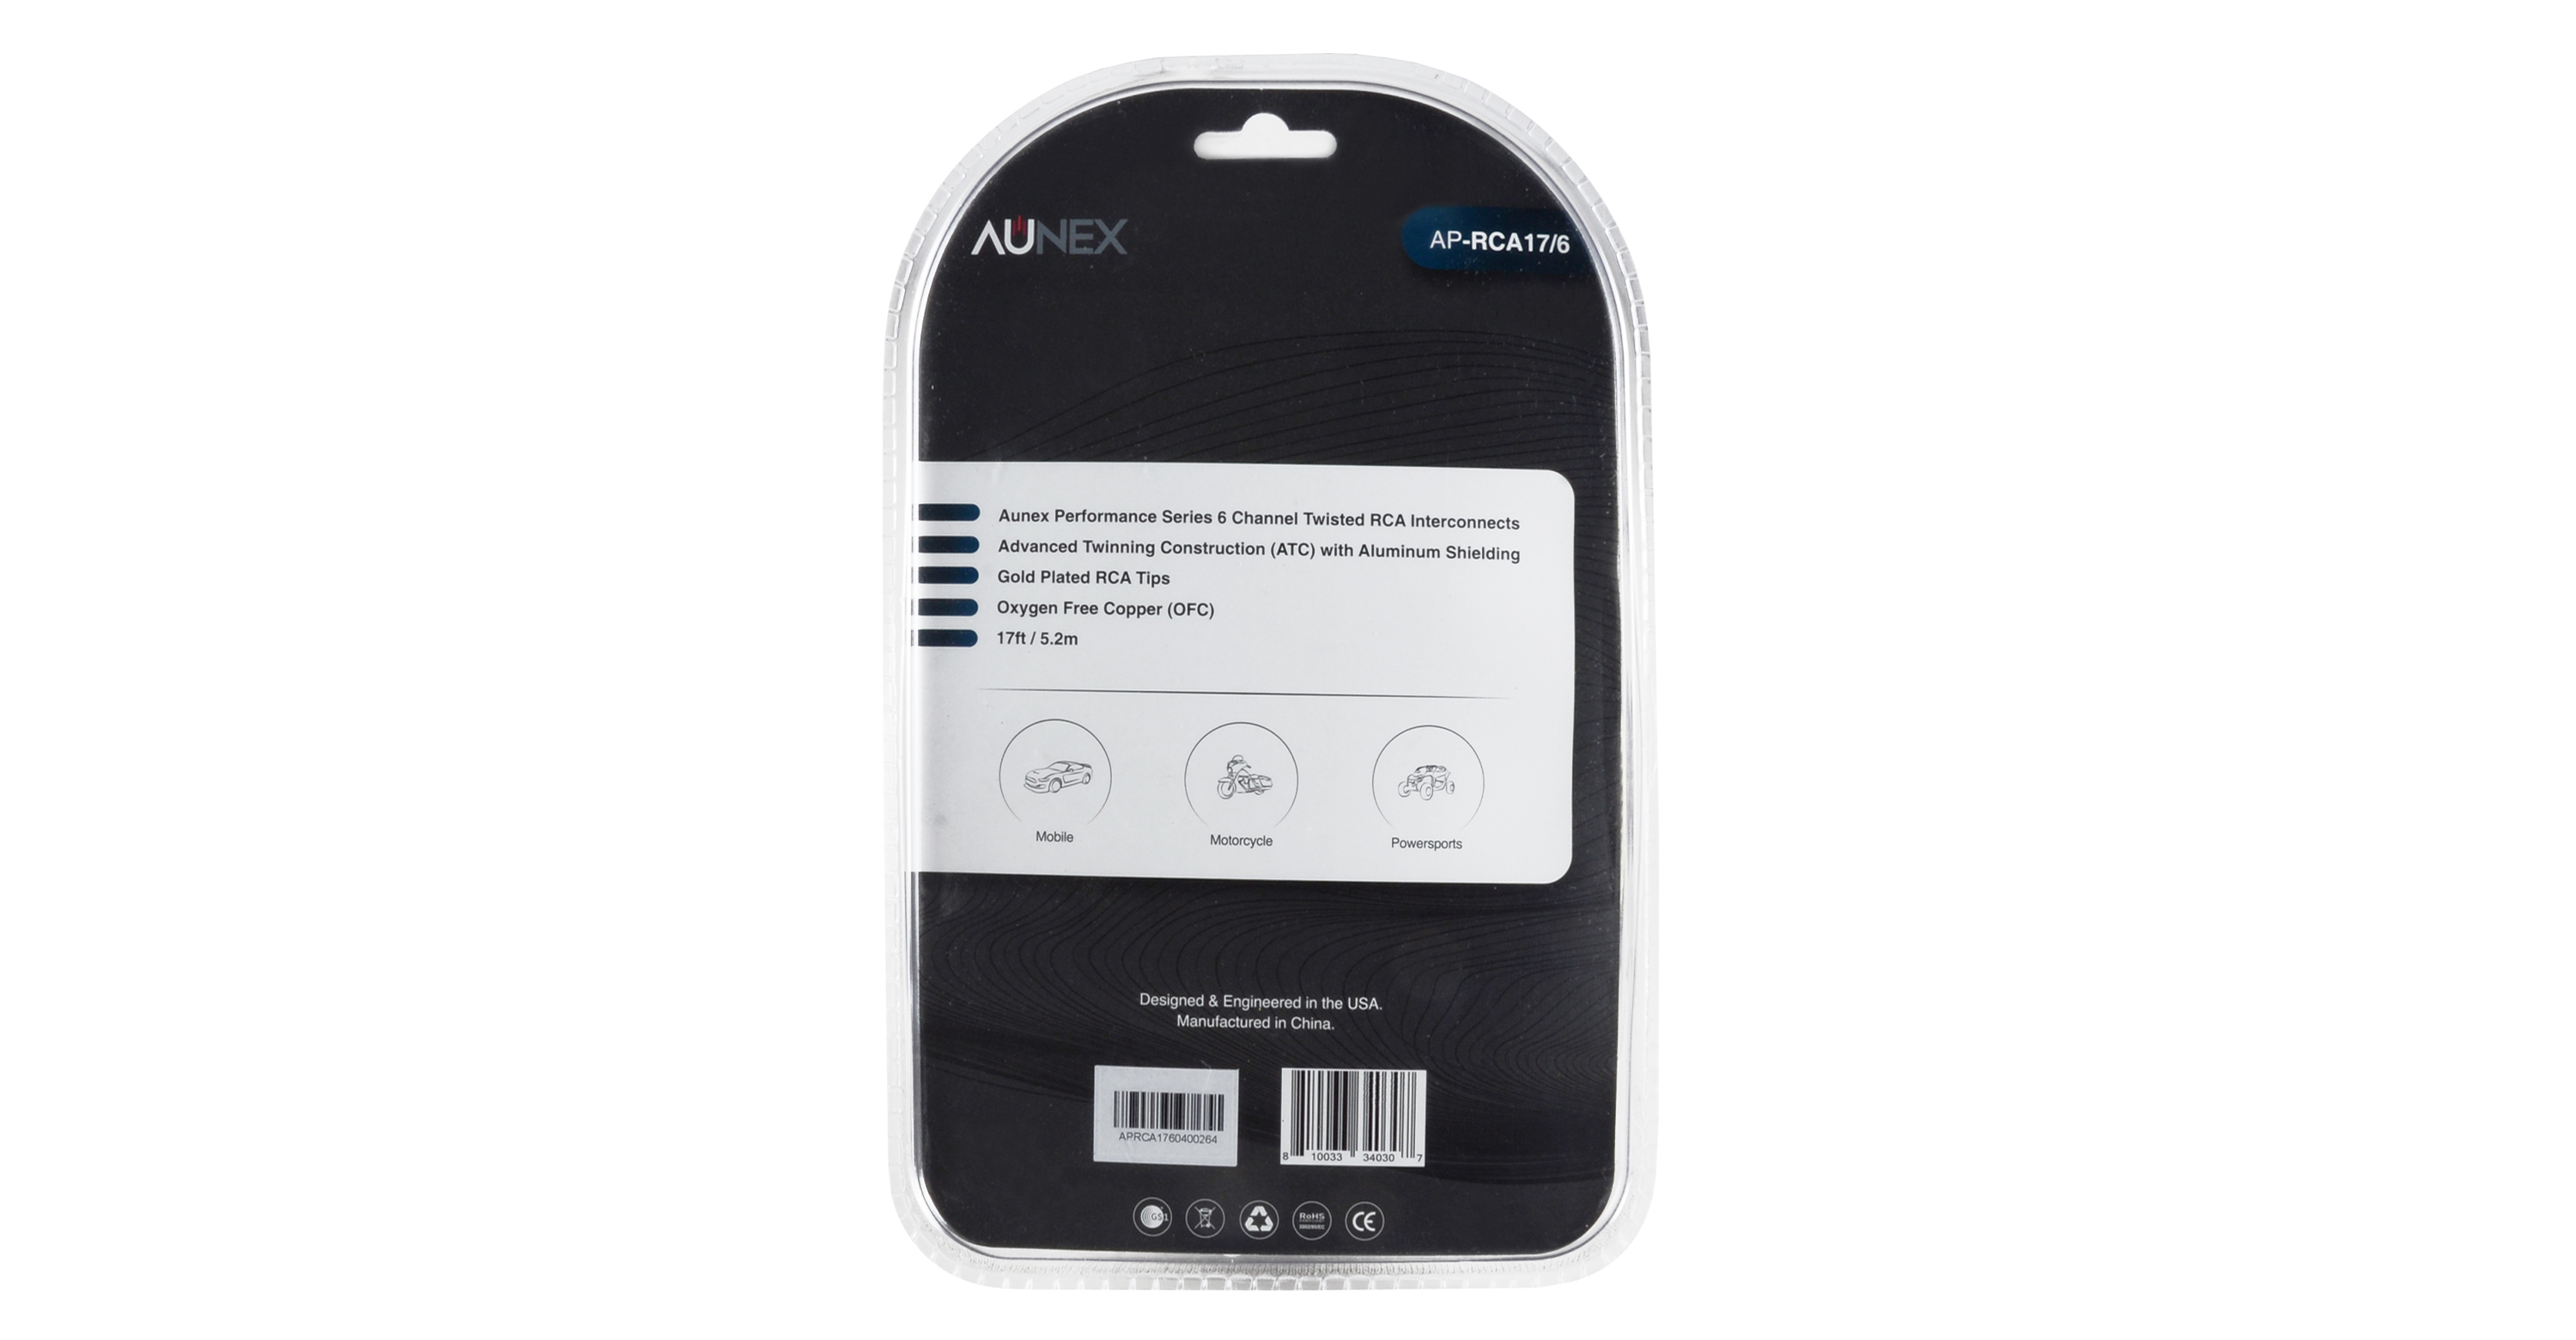 AUNEX
AP-RCA17/6
Aunex Performance Series 6 Channel Twisted RCA Interconnects
Advanced Twinning Construction (ATC) with Aluminum Shielding
Gold Plated RCA Tips
Oxygen Free Copper (OFC)
17ft / 5.2m
Mobile
Motorcycle
Powersports
Designed & Engineered in the USA.
Manufactured in China.
APRCA1760400264
8 10033 34030 7
GS1
RoHS
CE